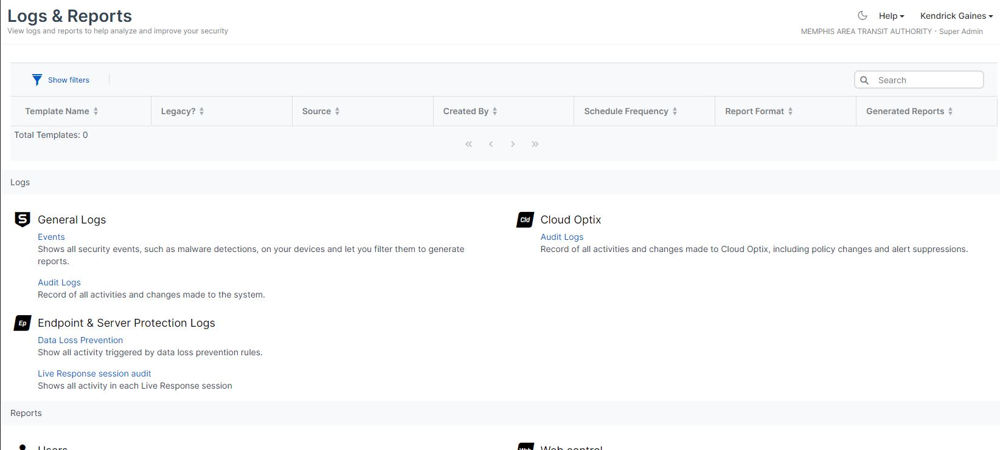 Logs & Reports
View logs and reports to help analyze and improve your security
Help
Kendrick Gaines
MEMPHIS AREA TRANSIT AUTHORITY · Super Admin
Show filters
Search
Template Name
Legacy?
Source
Created By
Schedule Frequency
Report Format
Generated Reports
Total Templates: 0
Logs
S
General Logs
Events
Shows all security events, such as malware detections, on your devices and let you filter them to generate
reports.
Audit Logs
Record of all activities and changes made to the system.
Cld
Cloud Optix
Audit Logs
Record of all activities and changes made to Cloud Optix, including policy changes and alert suppressions.
Ep
Endpoint & Server Protection Logs
Data Loss Prevention
Show all activity triggered by data loss prevention rules.
Live Response session audit
Shows all activity in each Live Response session
Reports
Users
Web
Web control